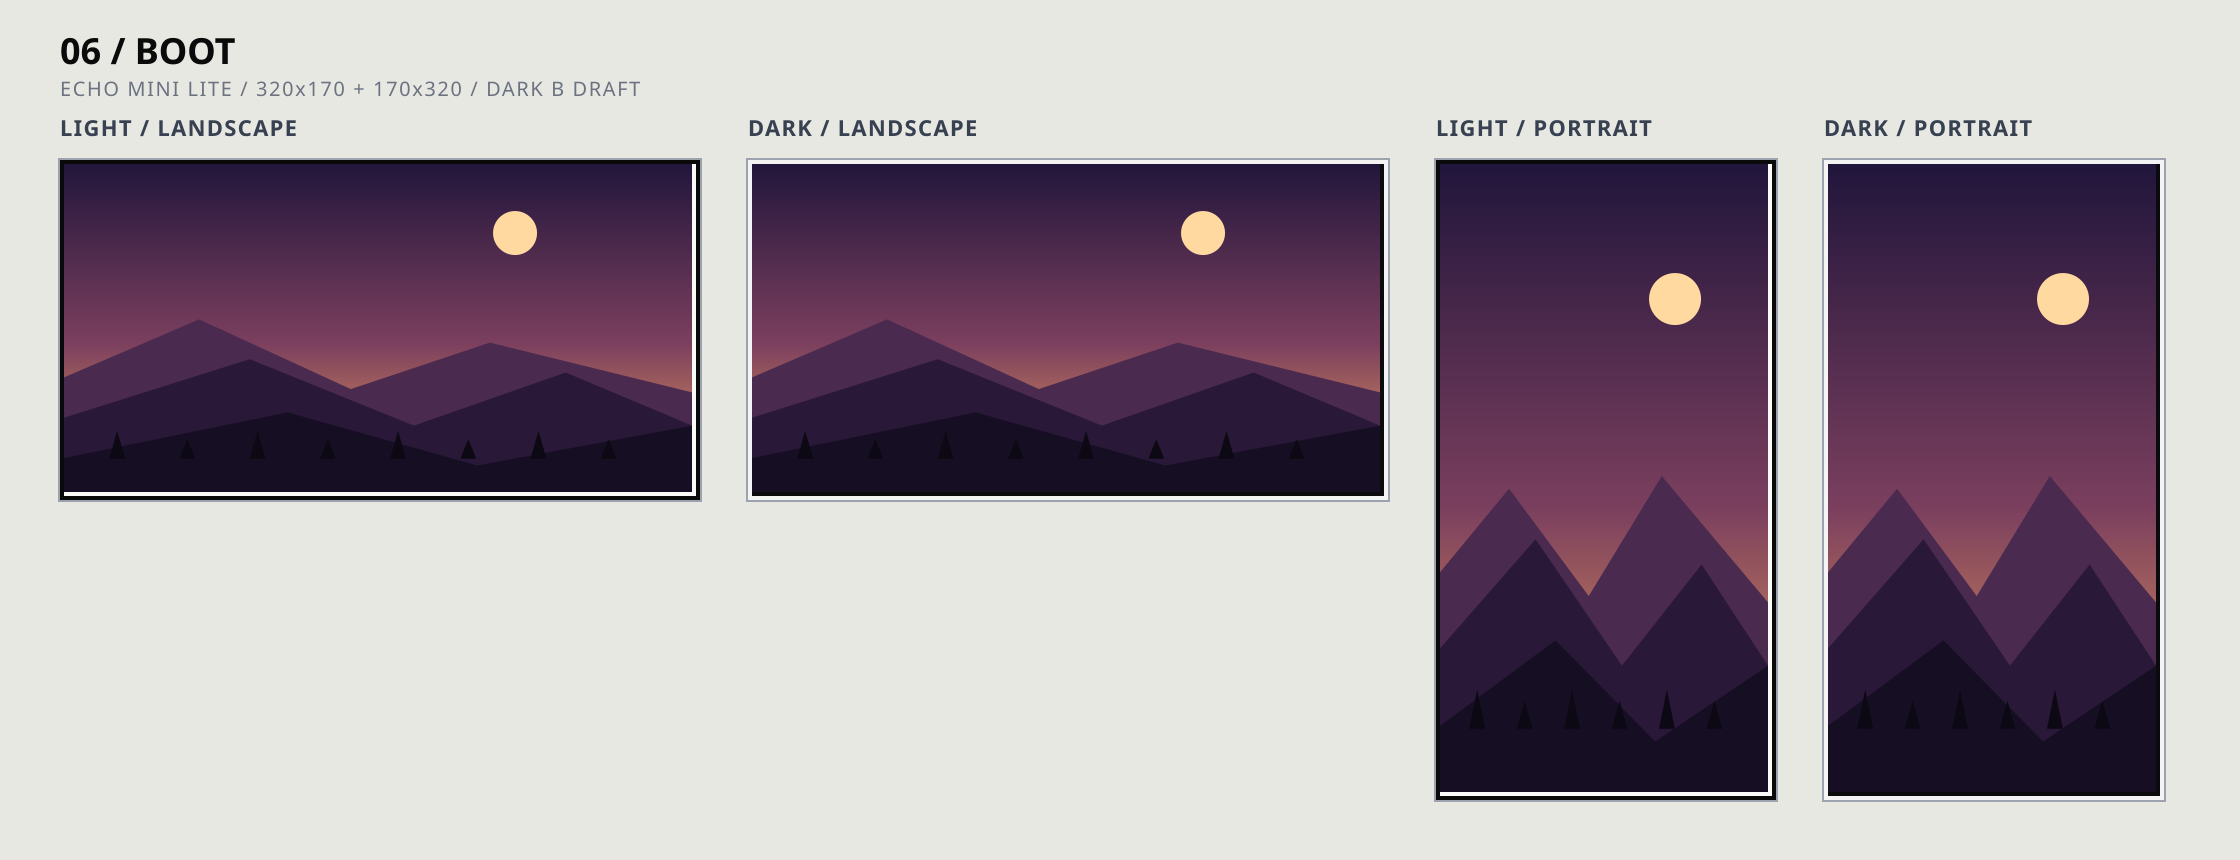 06 / BOOT
ECHO MINI LITE / 320x170 + 170x320 / DARK B DRAFT
LIGHT / LANDSCAPE
DARK / LANDSCAPE
LIGHT / PORTRAIT
DARK / PORTRAIT